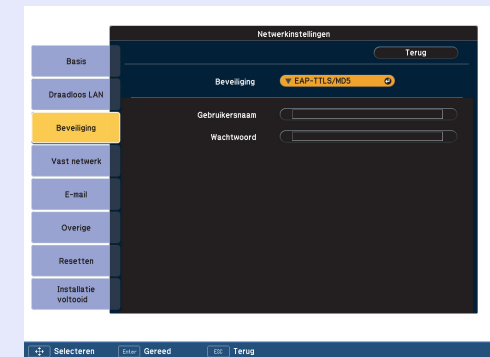 Netwerkinstellingen
Terug
Basis
Beveiliging
EAP-TTLS/MD5
Draadloos LAN
Gebruikersnaam
Beveiliging
Wachtwoord
Vast netwerk
E-mail
Overige
Resetten
Installatie
voltooid
Selecteren Enter Gereed ESC Terug